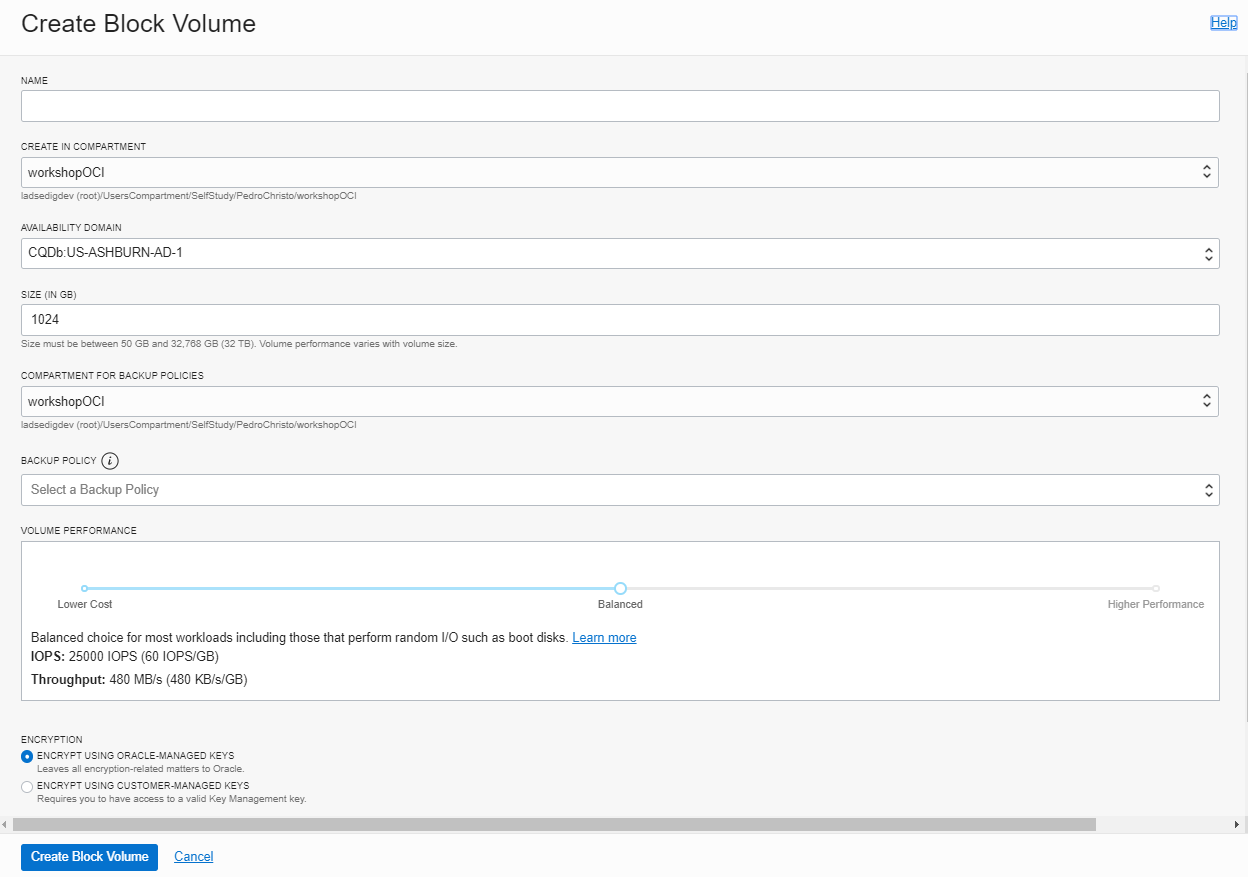 Create Block Volume
Help
NAME
CREATE IN COMPARTMENT
workshopOCI
ladsedigdev (root)/UsersCompartment/SelfStudy/PedroChristo/workshopOCI
AVAILABILITY DOMAIN
CQDb:US-ASHBURN-AD-1
SIZE (IN GB)
1024
Size must be between 50 GB and 32,768 GB (32 TB). Volume performance varies with volume size.
COMPARTMENT FOR BACKUP POLICIES
workshopOCI
ladsedigdev (root)/UsersCompartment/SelfStudy/PedroChristo/workshopOCI
BACKUP POLICY i
Select a Backup Policy
VOLUME PERFORMANCE
Lower Cost Balanced Higher Performance
Balanced choice for most workloads including those that perform random I/O such as boot disks. Learn more
IOPS: 25000 IOPS (60 IOPS/GB)
Throughput: 480 MB/s (480 KB/s/GB)
ENCRYPTION
ENCRYPT USING ORACLE-MANAGED KEYS
Leaves all encryption-related matters to Oracle.
ENCRYPT USING CUSTOMER-MANAGED KEYS
Requires you to have access to a valid Key Management key.
Create Block Volume Cancel